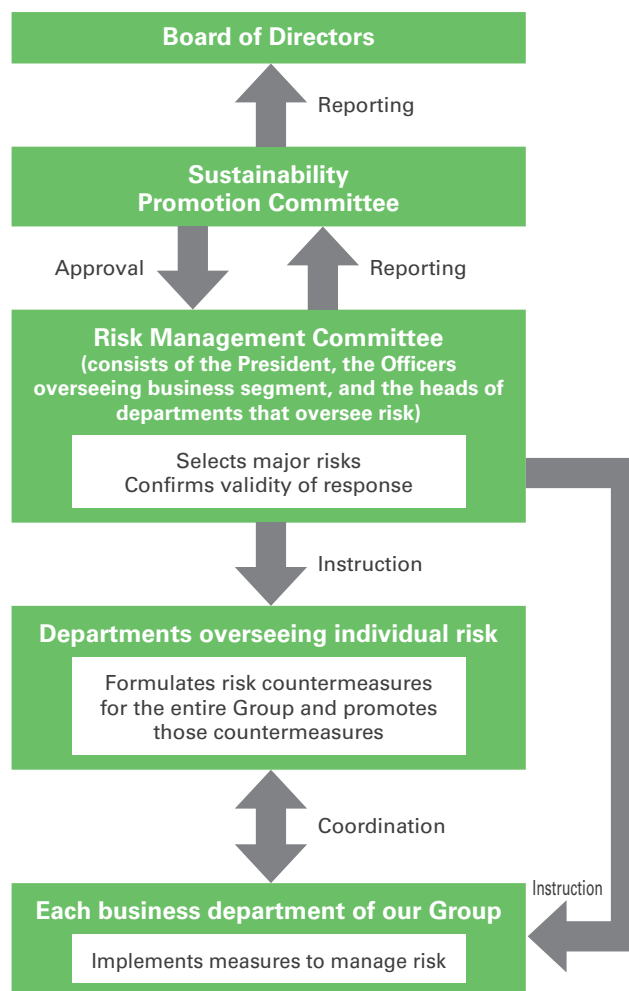 Board of Directors
Reporting
Sustainability
Promotion Committee
Approval
Reporting
Risk Management Committee
(consists of the President, the Officers
overseeing business segment, and the heads of
departments that oversee risk)
Selects major risks
Confirms validity of response
Instruction
Departments overseeing individual risk
Formulates risk countermeasures
for the entire Group and promotes
those countermeasures
Coordination
Instruction
Each business department of our Group
Implements measures to manage risk